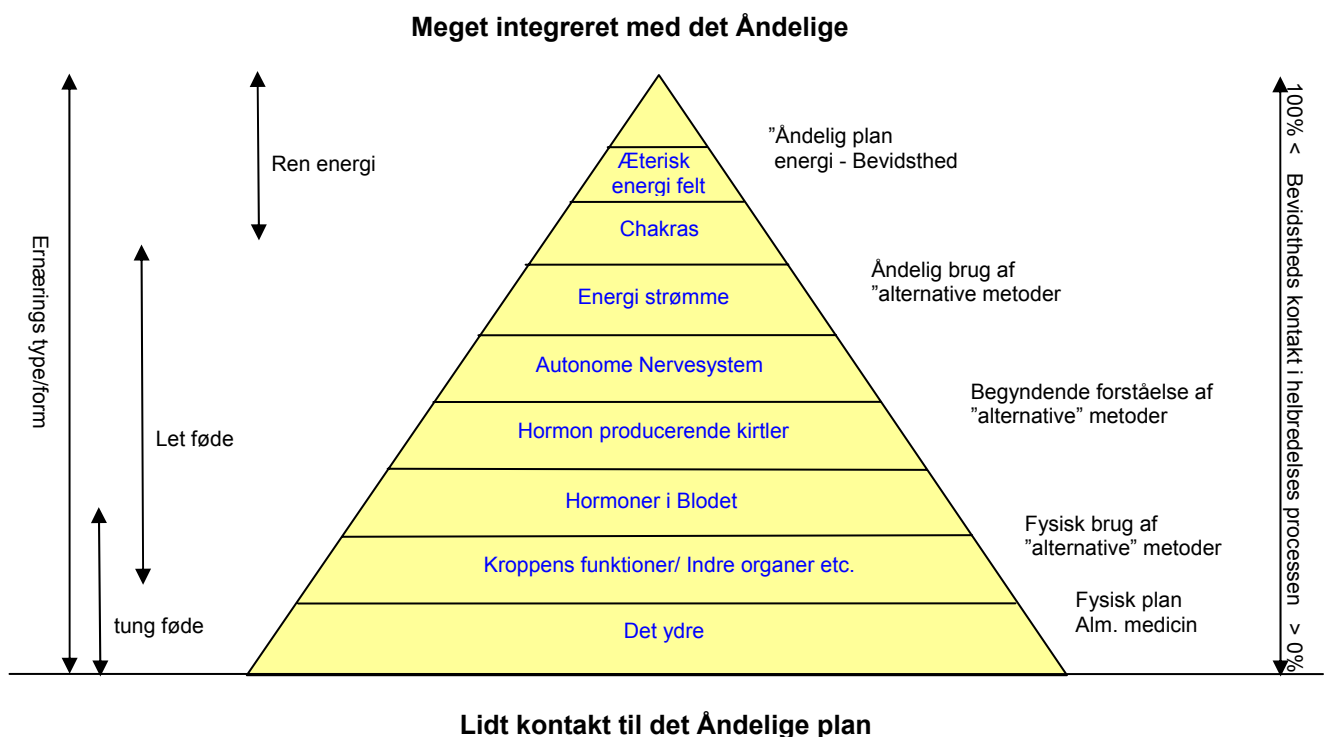 Meget integreret med det Åndelige
Ren energi
Let føde
tung føde
Ernærings type/form
Æterisk
energi felt
Chakras
Energi strømme
Autonome Nervesystem
Hormon producerende kirtler
Hormoner i Blodet
Kroppens funktioner/ Indre organer etc.
Det ydre
”Åndelig plan
energi - Bevidsthed
Åndelig brug af
”alternative metoder
Begyndende forståelse af
”alternative” metoder
Fysisk brug af
”alternative” metoder
Fysisk plan
Alm. medicin
100% < Bevidstheds kontakt i helbredelses processen > 0%
Lidt kontakt til det Åndelige plan